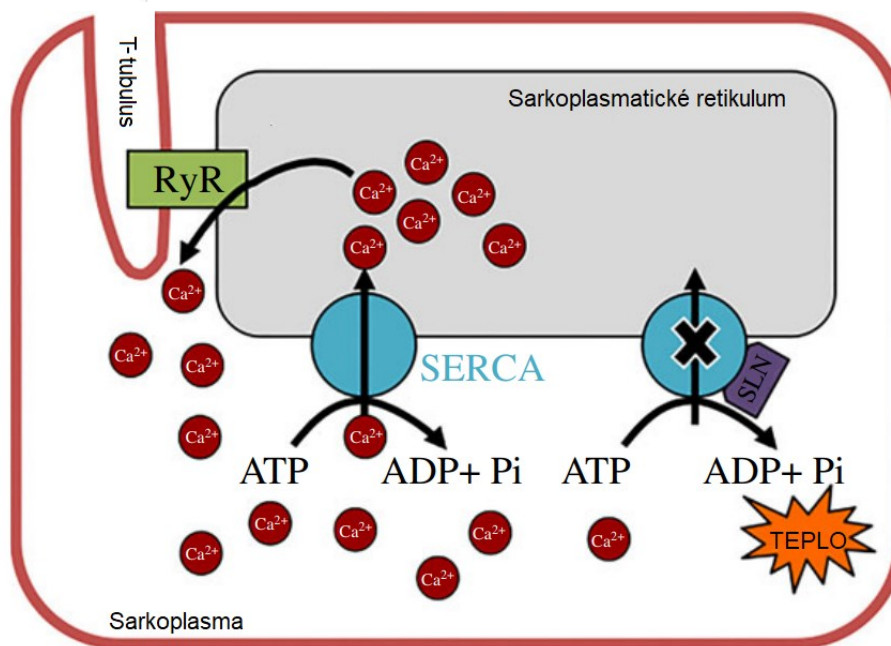 T-tubulus
Sarkoplasmatické retikulum
RyR
Ca²⁺
Ca²⁺
Ca²⁺
Ca²⁺
Ca²⁺
Ca²⁺
Ca²⁺
Ca²⁺
Ca²⁺
Ca²⁺
SERCA
SLN
Ca²⁺
Ca²⁺
ATP
ADP+ Pi
ATP
ADP+ Pi
Ca²⁺
Ca²⁺
Ca²⁺
Ca²⁺
Ca²⁺
Ca²⁺
TEPLO
Sarkoplasma